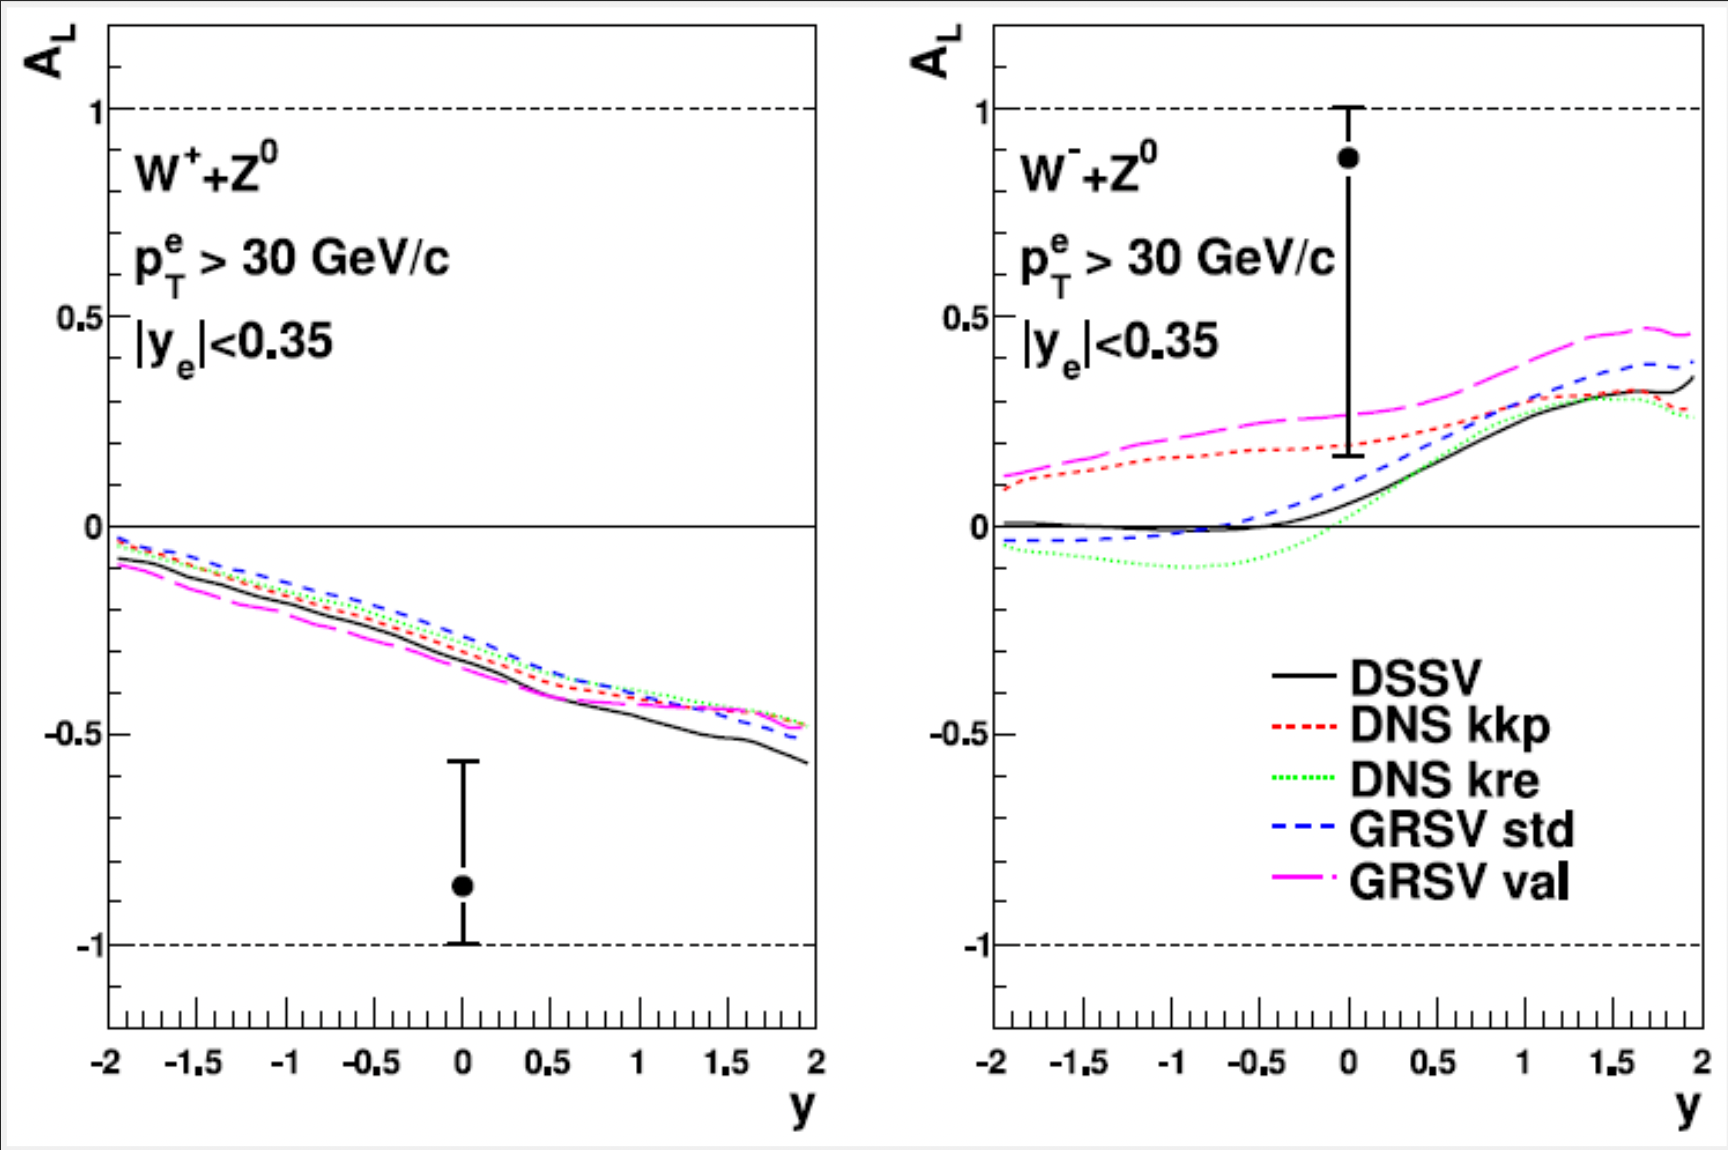 A_L
1
0.5
0
-0.5
-1
W⁺+Z⁰
p_T^e > 30 GeV/c
|y_e|<0.35
-2 -1.5 -1 -0.5 0 0.5 1 1.5 2
y
A_L
1
0.5
0
-0.5
-1
W⁻+Z⁰
p_T^e > 30 GeV/c
|y_e|<0.35
DSSV
DNS kkp
DNS kre
GRSV std
GRSV val
-2 -1.5 -1 -0.5 0 0.5 1 1.5 2
y